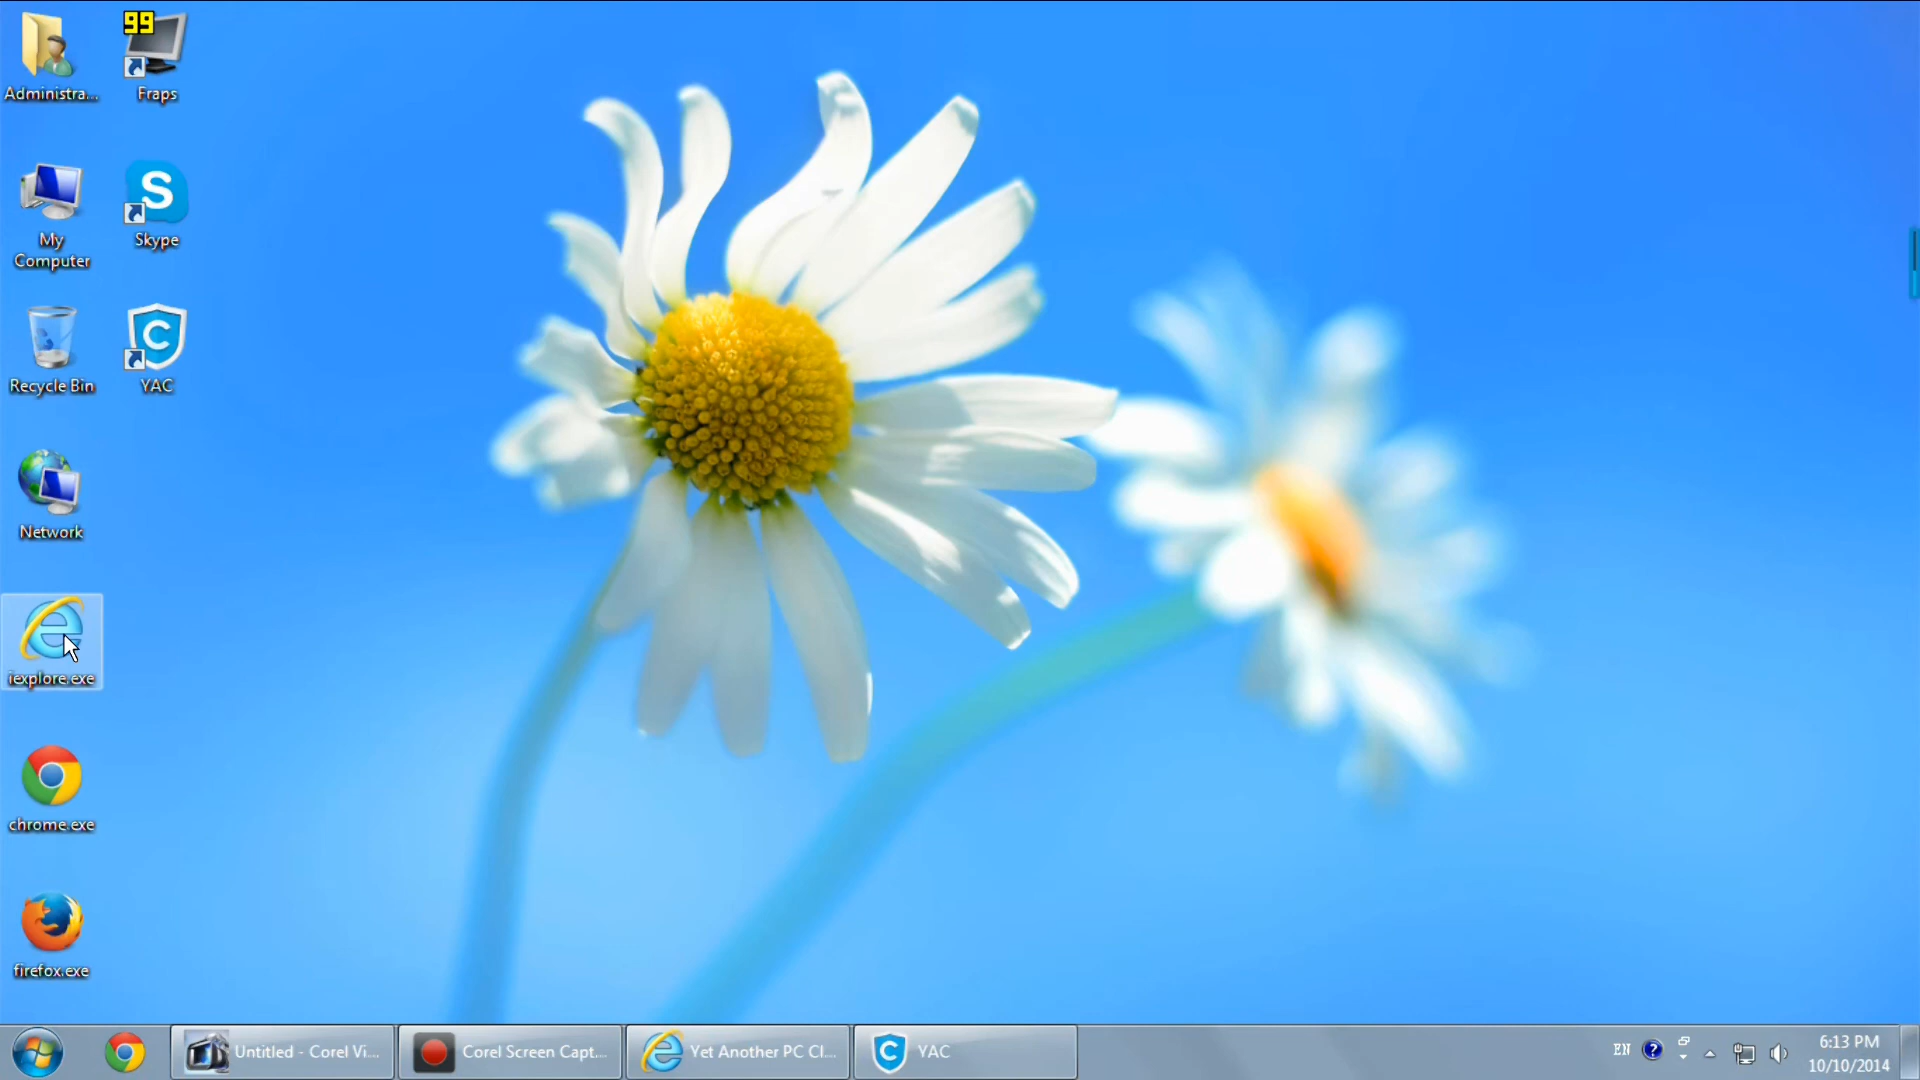 Administra...
99
Fraps
My
Computer
S
Skype
Recycle Bin
C
YAC
Network
iexplore.exe
chrome.exe
firefox.exe
Untitled - Corel Vi...
Corel Screen Capt...
Yet Another PC Cl...
C
YAC
EN
?
6:13 PM
10/10/2014